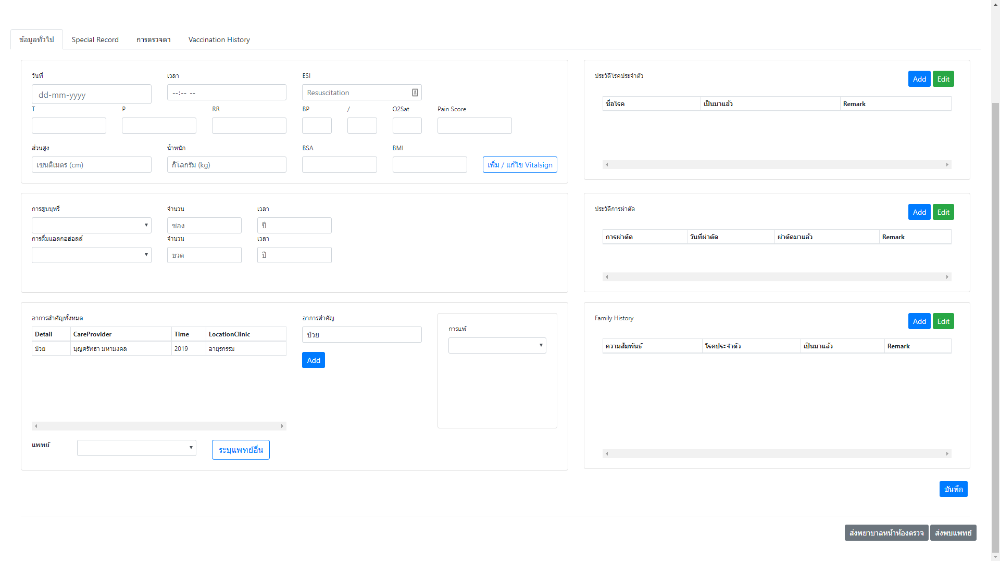 ข้อมูลทั่วไป Special Record การตรวจตา Vaccination History
วันที่ เวลา ESI
dd-mm-yyyy --:-- -- Resuscitation
T P RR BP / O2Sat Pain Score
ส่วนสูง น้ำหนัก BSA BMI
เซนติเมตร (cm) กิโลกรัม (kg) เพิ่ม / แก้ไข Vitalsign
ประวัติโรคประจำตัว Add Edit
ชื่อโรค เป็นมาแล้ว Remark
การสูบบุหรี่ จำนวน เวลา
ซอง ปี
การดื่มแอลกอฮอลล์ จำนวน เวลา
ขวด ปี
ประวัติการผ่าตัด Add Edit
การผ่าตัด วันที่ผ่าตัด ผ่าตัดมาแล้ว Remark
อาการสำคัญทั้งหมด อาการสำคัญ
Detail CareProvider Time LocationClinic
ป่วย บุญศรัทธา มหามงคล 2019 อายุรกรรม
ป่วย
Add
การแพ้
แพทย์ ระบุแพทย์อื่น
Family History Add Edit
ความสัมพันธ์ โรคประจำตัว เป็นมาแล้ว Remark
บันทึก
ส่งพยาบาลหน้าห้องตรวจ ส่งพบแพทย์